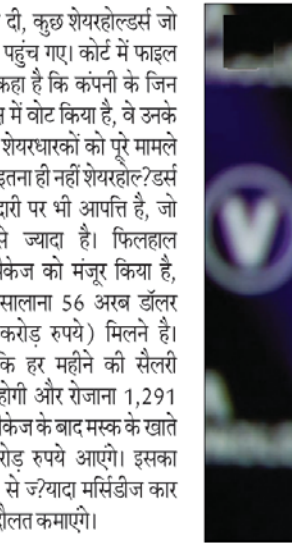 दी, कुछ शेयरहोल्डर्स जो
पहुंच गए। कोर्ट में फाइल
कहा है कि कंपनी के जिन
में वोट किया है, वे उनके
शेयरधारकों को पूरे मामले
इतना ही नहीं शेयरहोल्?डर्स
दारी पर भी आपत्ति है, जो
से ज्यादा है। फिलहाल
केज को मंजूर किया है,
सालाना 56 अरब डॉलर
करोड़ रुपये) मिलने है।
कि हर महीने की सैलरी
होगी और रोजाना 1,291
केज के बाद मस्क के खाते
रोड़ रुपये आएंगे। इसका
से ज?यादा मर्सिडीज कार
दौलत कमाएंगे।
V